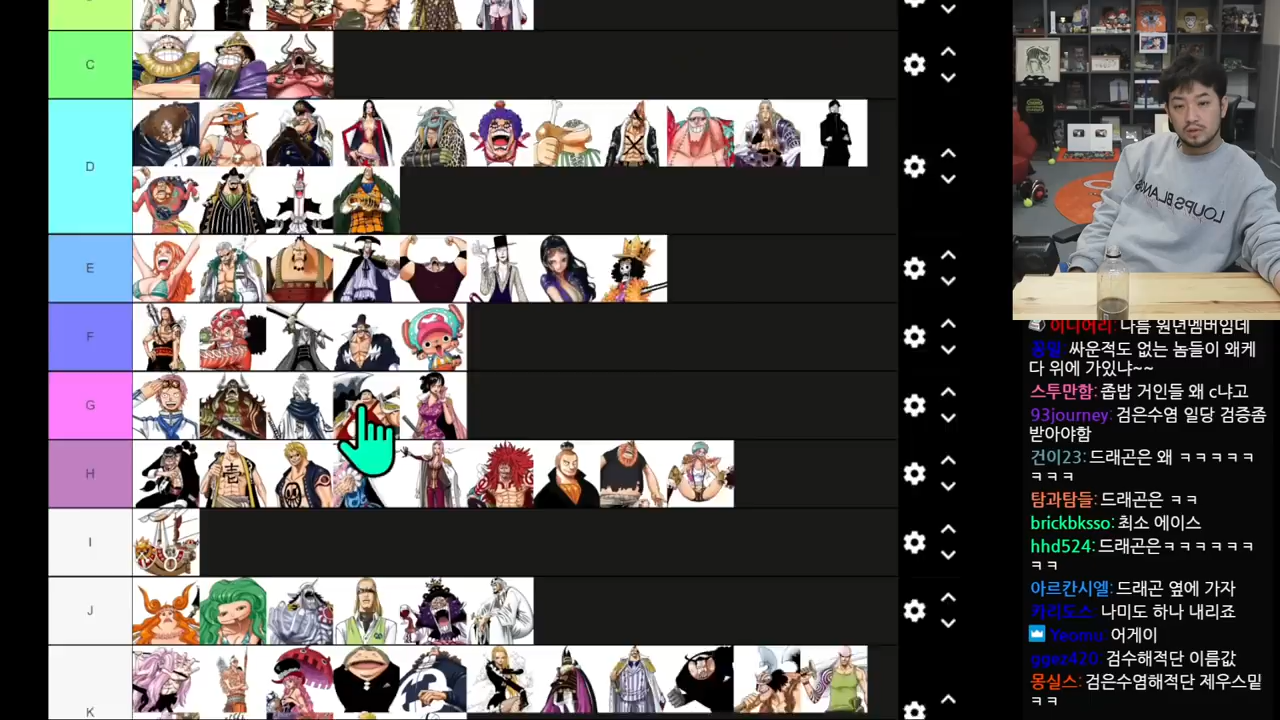 C
D
E
F
G
H
I
J
K
LOUPSBLANC
이디어리: 나름 원년멤버임네
꽁밀: 싸운적도 없는 놈들이 왜케
다 위에 가있냐~~
스투만함: 좁밥 거인들 왜 c냐고
93journey: 검은수염 일당 검증좀
받아야함
건이23: 드래곤은 왜 ㅋㅋㅋㅋㅋ
ㅋㅋㅋ
탐과탐들: 드래곤은 ㅋㅋ
brickbksso: 최소 에이스
hhd524: 드래곤은ㅋㅋㅋㅋㅋㅋ
ㅋㅋ
아르칸시엘: 드래곤 옆에 가자
카리도스: 나미도 하나 내리죠
Yeomu: 어게이
ggez420: 검수해적단 이름값
몽실스: 검은수염해적단 제우스밑
ㅋㅋ